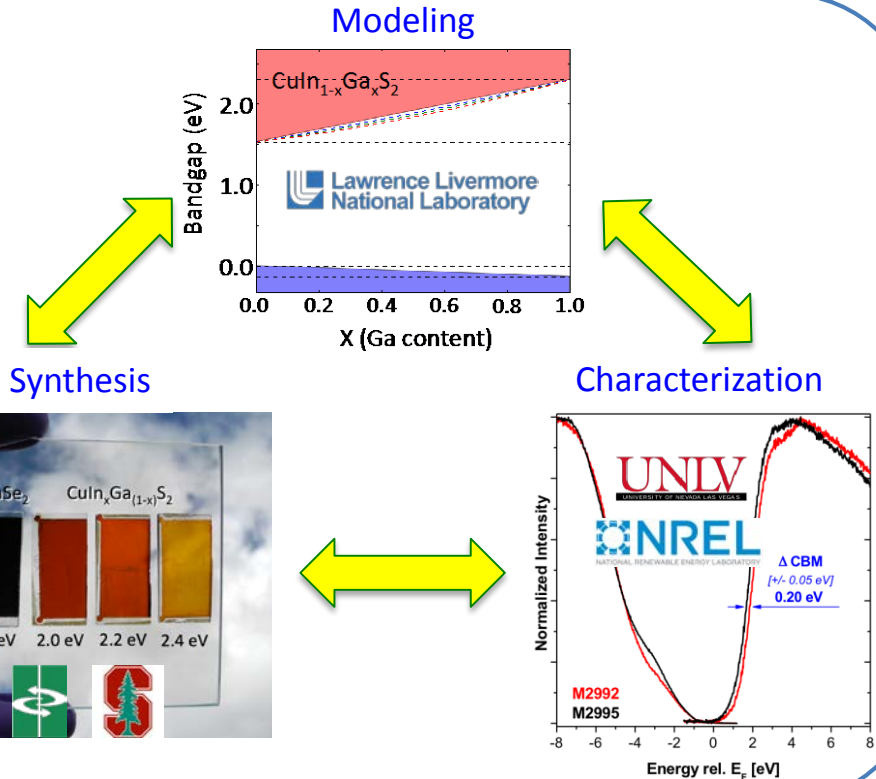 Modeling
CuIn1-xGaxS2
Bandgap (eV)
2.0
1.0
0.0
Lawrence Livermore
National Laboratory
0.0 0.2 0.4 0.6 0.8 1.0
X (Ga content)
Synthesis
Se2
CuInxGa(1-x)S2
eV 2.0 eV 2.2 eV 2.4 eV
S
Characterization
Normalized Intensity
UNLV
UNIVERSITY OF NEVADA LAS VEGAS
NREL
NATIONAL RENEWABLE ENERGY LABORATORY
Δ CBM
[+/- 0.05 eV]
0.20 eV
M2992
M2995
-8 -6 -4 -2 0 2 4 6 8
Energy rel. EF [eV]